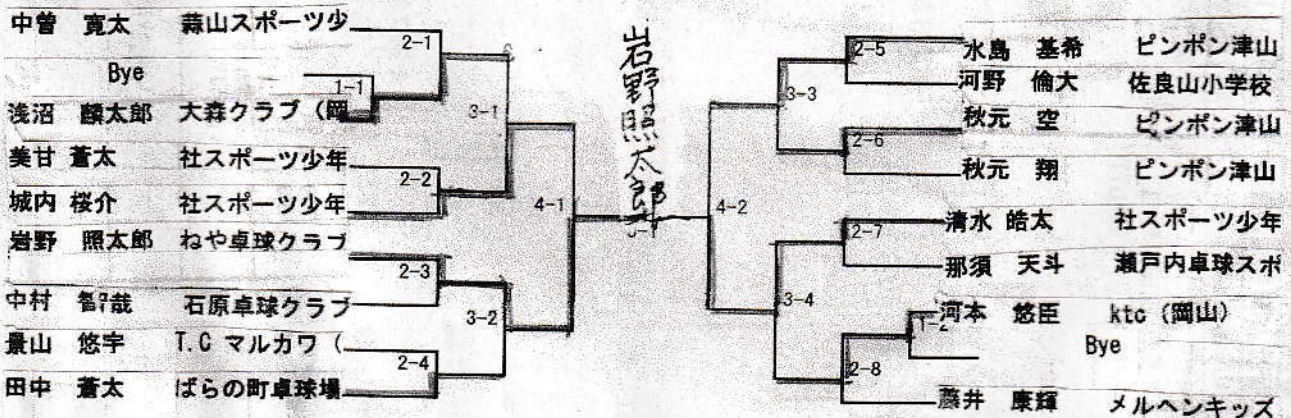 中曽 寛太 蒜山スポーツ少
2-1
Bye
1-1
浅沼 麟太郎 大森クラブ (岡
3-1
美甘 蒼太 社スポーツ少年
2-2
城内 桜介 社スポーツ少年
4-1
岩野 照太郎 ねや卓球クラブ
2-3
中村 智哉 石原卓球クラブ
3-2
景山 悠宇 T.C マルカワ (
2-4
田中 蒼太 ばらの町卓球場
岩野照太郎
水島 基希 ピンポン津山
2-5
河野 倫大 佐良山小学校
3-3
秋元 空 ピンポン津山
2-6
秋元 翔 ピンポン津山
4-2
清水 皓太 社スポーツ少年
2-7
那須 天斗 瀬戸内卓球スポ
3-4
河本 悠臣 ktc (岡山)
1-2
Bye
2-8
藤井 康輝 メルヘンキッズ